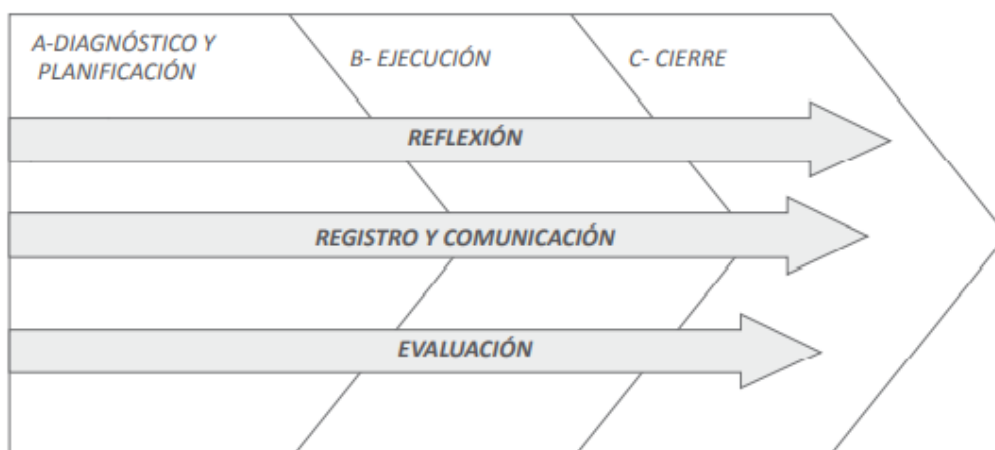 A-DIAGNÓSTICO Y
PLANIFICACIÓN
B- EJECUCIÓN
C- CIERRE
REFLEXIÓN
REGISTRO Y COMUNICACIÓN
EVALUACIÓN